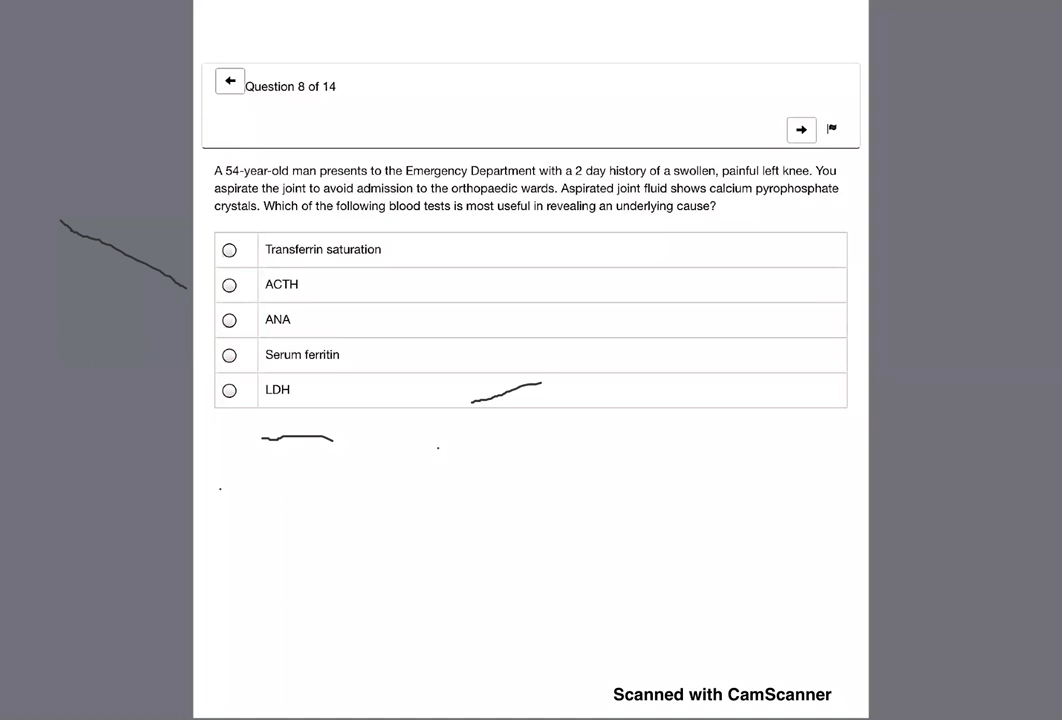 Question 8 of 14
A 54-year-old man presents to the Emergency Department with a 2 day history of a swollen, painful left knee. You
aspirate the joint to avoid admission to the orthopaedic wards. Aspirated joint fluid shows calcium pyrophosphate
crystals. Which of the following blood tests is most useful in revealing an underlying cause?
Transferrin saturation
ACTH
ANA
Serum ferritin
LDH
Scanned with CamScanner